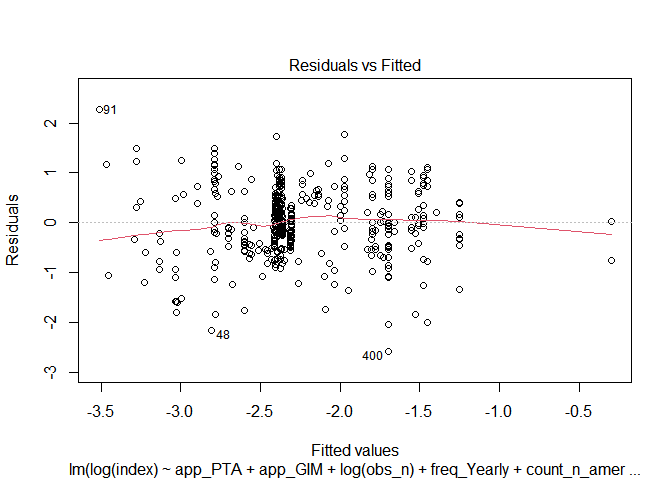 Residuals vs Fitted
Residuals
2
1
0
-1
-2
-3
91
48
400
-3.5 -3.0 -2.5 -2.0 -1.5 -1.0 -0.5
Fitted values
lm(log(index) ~ app_PTA + app_GIM + log(obs_n) + freq_Yearly + count_n_amer ...